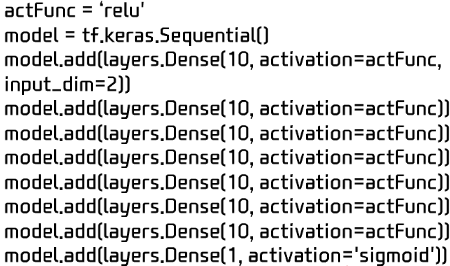 actFunc = ‘relu'
model = tf.keras.Sequential()
model.add(layers.Dense(10, activation=actFunc,
input_dim=2))
model.add(layers.Dense(10, activation=actFunc))
model.add(layers.Dense(10, activation=actFunc))
model.add(layers.Dense(10, activation=actFunc))
model.add(layers.Dense(10, activation=actFunc))
model.add(layers.Dense(10, activation=actFunc))
model.add(layers.Dense(10, activation=actFunc))
model.add(layers.Dense(1, activation='sigmoid'))